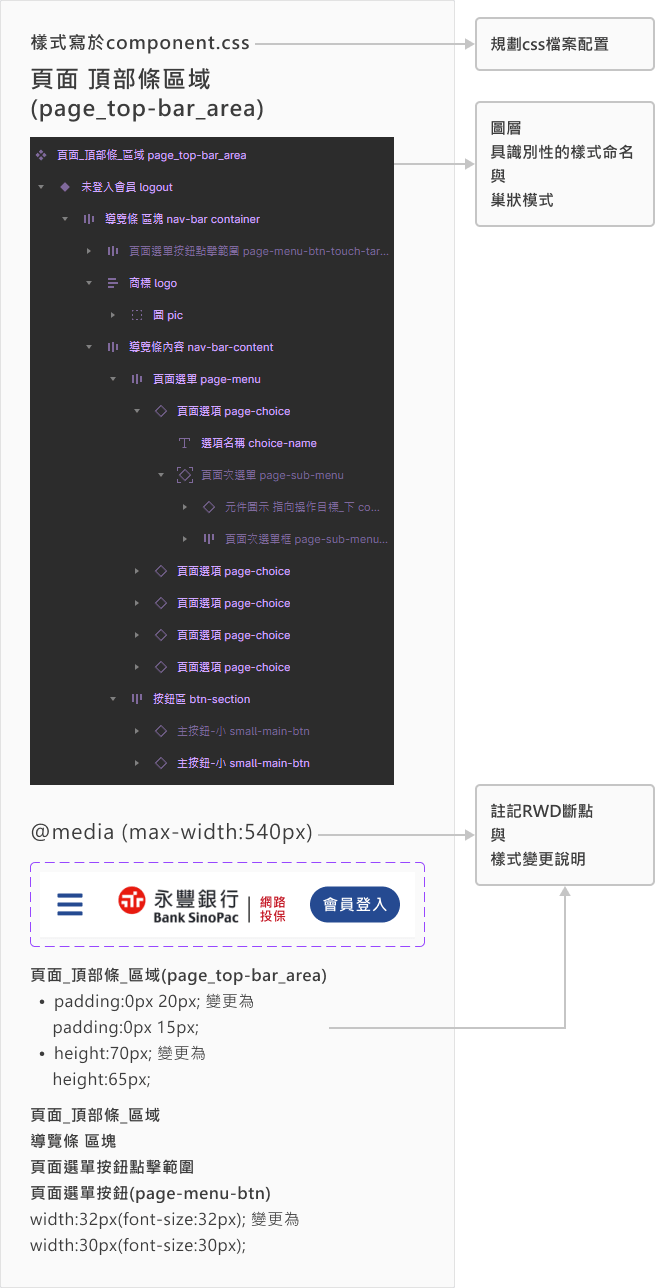 樣式寫於component.css
規劃css檔案配置
頁面 頂部條區域
(page_top-bar_area)
圖層
具識別性的樣式命名
與
巢狀模式
頁面_頂部條_區域 page_top-bar_area
未登入會員 logout
導覽條 區塊 nav-bar container
頁面選單按鈕點擊範圍 page-menu-btn-touch-tar...
商標 logo
圖 pic
導覽條內容 nav-bar-content
頁面選單 page-menu
頁面選項 page-choice
選項名稱 choice-name
頁面次選單 page-sub-menu
元件圖示 指向操作目標_下 co...
頁面次選單框 page-sub-menu...
頁面選項 page-choice
頁面選項 page-choice
頁面選項 page-choice
頁面選項 page-choice
按鈕區 btn-section
主按鈕-小 small-main-btn
主按鈕-小 small-main-btn
@media (max-width:540px)
註記RWD斷點
與
樣式變更說明
永豐銀行
Bank SinoPac
網路
投保
會員登入
頁面_頂部條_區域(page_top-bar_area)
• padding:0px 20px; 變更為
padding:0px 15px;
• height:70px; 變更為
height:65px;
頁面_頂部條_區域
導覽條 區塊
頁面選單按鈕點擊範圍
頁面選單按鈕(page-menu-btn)
width:32px(font-size:32px); 變更為
width:30px(font-size:30px);